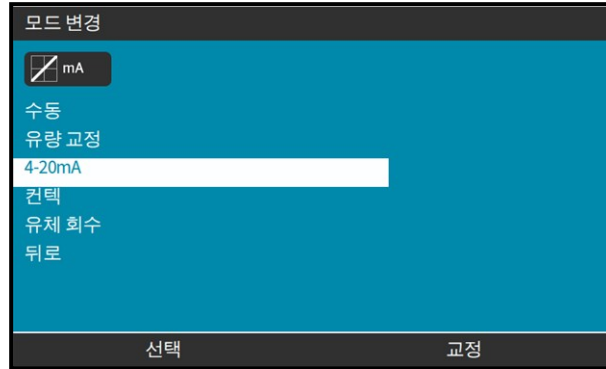 모드 변경
mA
수동
유량 교정
4-20mA
컨텍
유체 회수
뒤로
선택 교정